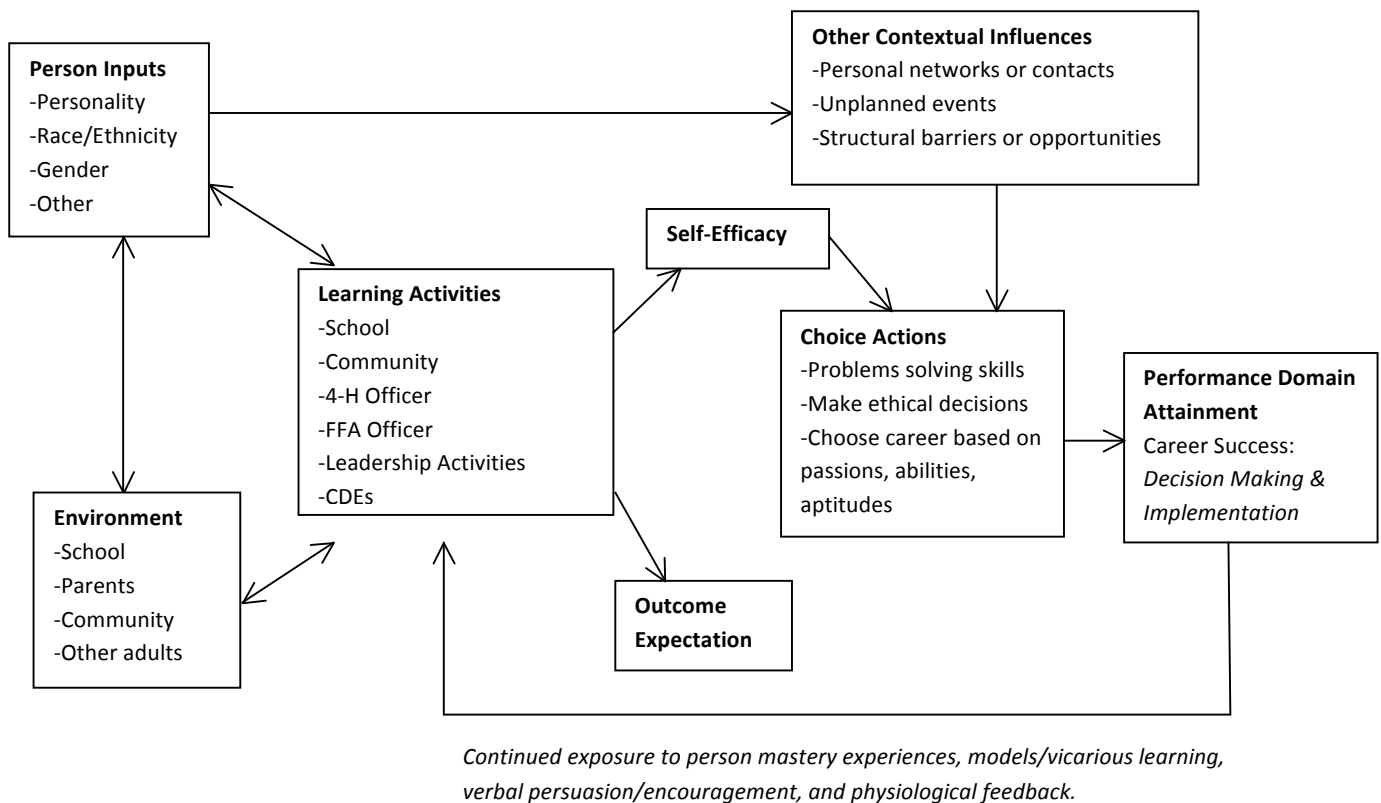 Person Inputs
-Personality
-Race/Ethnicity
-Gender
-Other
Other Contextual Influences
-Personal networks or contacts
-Unplanned events
-Structural barriers or opportunities
Self-Efficacy
Learning Activities
-School
-Community
-4-H Officer
-FFA Officer
-Leadership Activities
-CDEs
Choice Actions
-Problems solving skills
-Make ethical decisions
-Choose career based on
passions, abilities,
aptitudes
Performance Domain
Attainment
Career Success:
Decision Making &
Implementation
Environment
-School
-Parents
-Community
-Other adults
Outcome
Expectation
Continued exposure to person mastery experiences, models/vicarious learning,
verbal persuasion/encouragement, and physiological feedback.